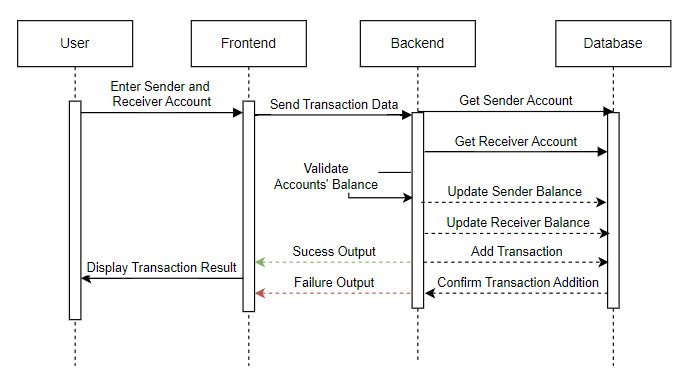 User
Frontend
Backend
Database
Enter Sender and
Receiver Account
Send Transaction Data
Get Sender Account
Get Receiver Account
Validate
Accounts' Balance
Update Sender Balance
Update Receiver Balance
Sucess Output
Add Transaction
Display Transaction Result
Failure Output
Confirm Transaction Addition